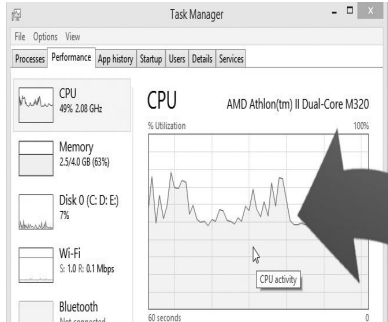 Task Manager
File Options View
Processes Performance App history Startup Users Details Services
CPU
49% 2.08 GHz
Memory
2.5/4.0 GB (63%)
Disk 0 (C: D: E:)
7%
Wi-Fi
S: 1.0 R: 0.1 Mbps
Bluetooth
Not connected
CPU AMD Athlon(tm) II Dual-Core M320
% Utilization 100%
CPU activity
60 seconds 0